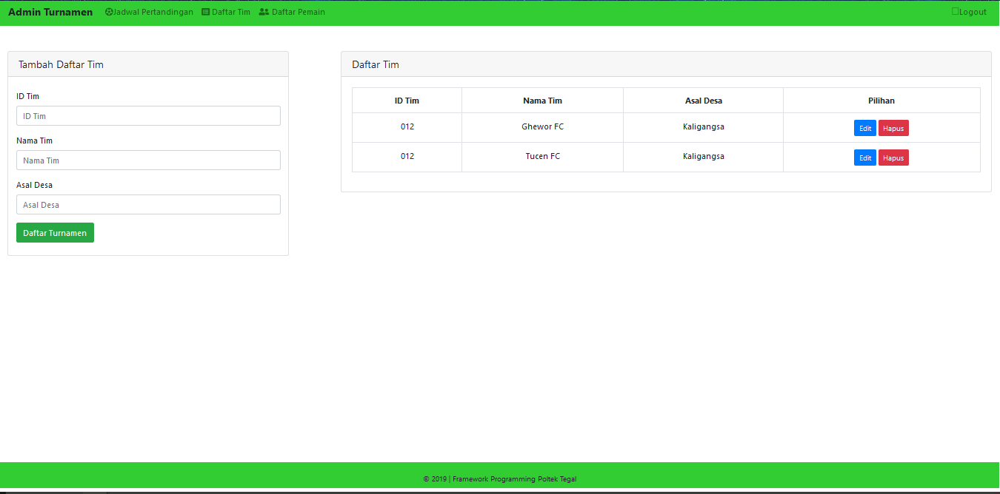 Admin Turnamen Jadwal Pertandingan Daftar Tim Daftar Pemain Logout
Tambah Daftar Tim
ID Tim
ID Tim
Nama Tim
Nama Tim
Asal Desa
Asal Desa
Daftar Turnamen
Daftar Tim
ID Tim Nama Tim Asal Desa Pilihan
012 Ghewor FC Kaligangsa Edit Hapus
012 Tucen FC Kaligangsa Edit Hapus
© 2019 | Framework Programming Poltek Tegal